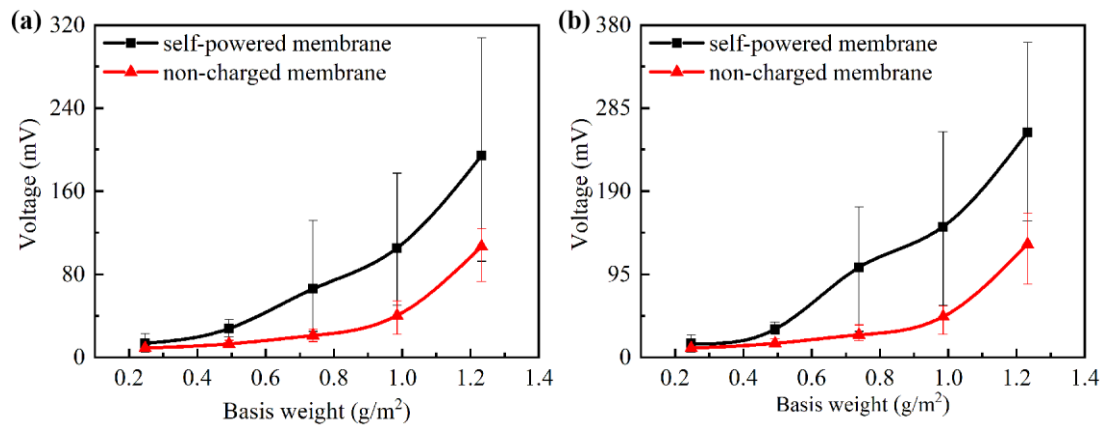 (a)
320
240
160
80
0
Voltage (mV)
self-powered membrane
non-charged membrane
0.2 0.4 0.6 0.8 1.0 1.2 1.4
Basis weight (g/m²)
(b)
380
285
190
95
0
Voltage (mV)
self-powered membrane
non-charged membrane
0.2 0.4 0.6 0.8 1.0 1.2 1.4
Basis weight (g/m²)